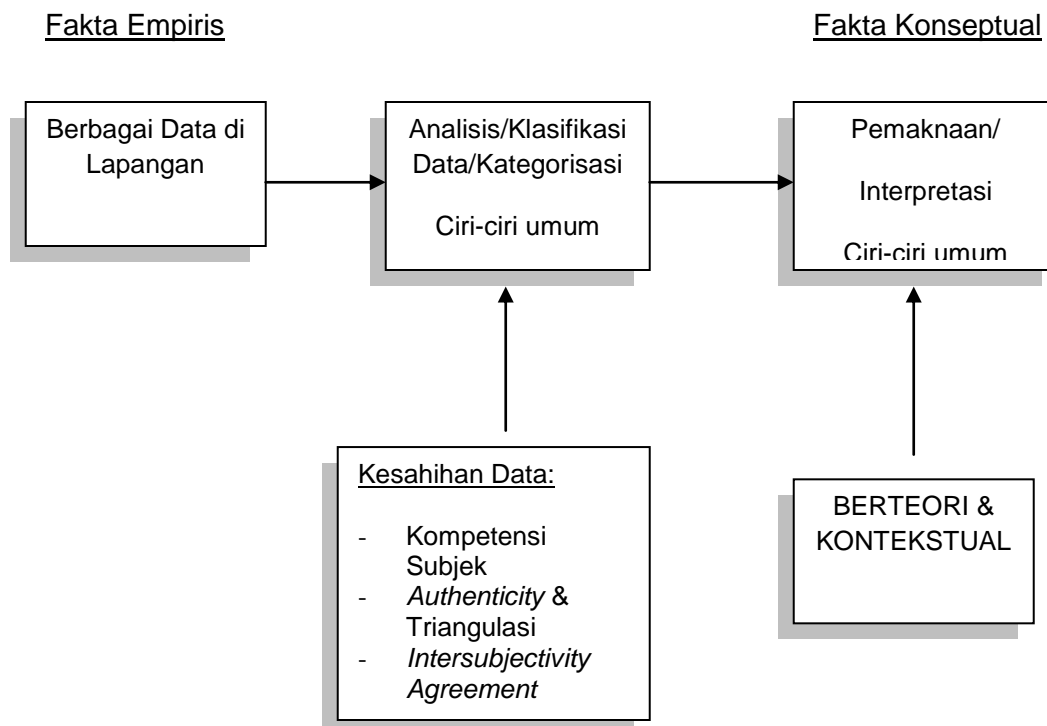 Fakta Empiris
Fakta Konseptual
Berbagai Data di
Lapangan
Analisis/Klasifikasi
Data/Kategorisasi
Ciri-ciri umum
Pemaknaan/
Interpretasi
Ciri-ciri umum
Kesahihan Data:
- Kompetensi
Subjek
- Authenticity &
Triangulasi
- Intersubjectivity
Agreement
BERTEORI &
KONTEKSTUAL